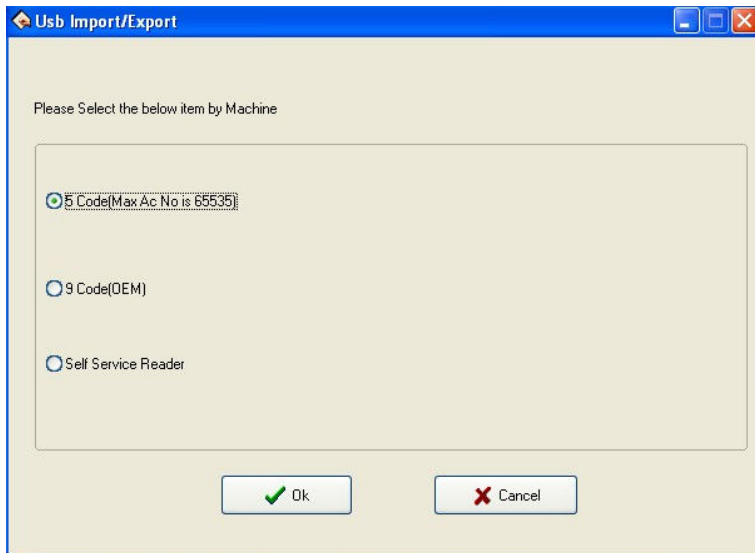 Usb Import/Export
Please Select the below item by Machine
5 Code(Max Ac No is 65535)
9 Code(OEM)
Self Service Reader
Ok
Cancel